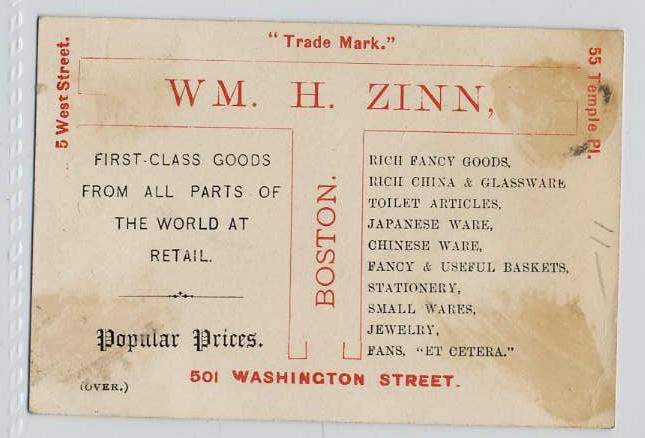 "Trade Mark."
5 West Street.
55 Temple Pl.
WM. H. ZINN,
BOSTON.
FIRST-CLASS GOODS
FROM ALL PARTS OF
THE WORLD AT
RETAIL.
Popular Prices.
(OVER.)
RICH FANCY GOODS,
RICH CHINA & GLASSWARE
TOILET ARTICLES,
JAPANESE WARE,
CHINESE WARE,
FANCY & USEFUL BASKETS,
STATIONERY,
SMALL WARES,
JEWELRY,
FANS, "ET CETERA."
501 WASHINGTON STREET.